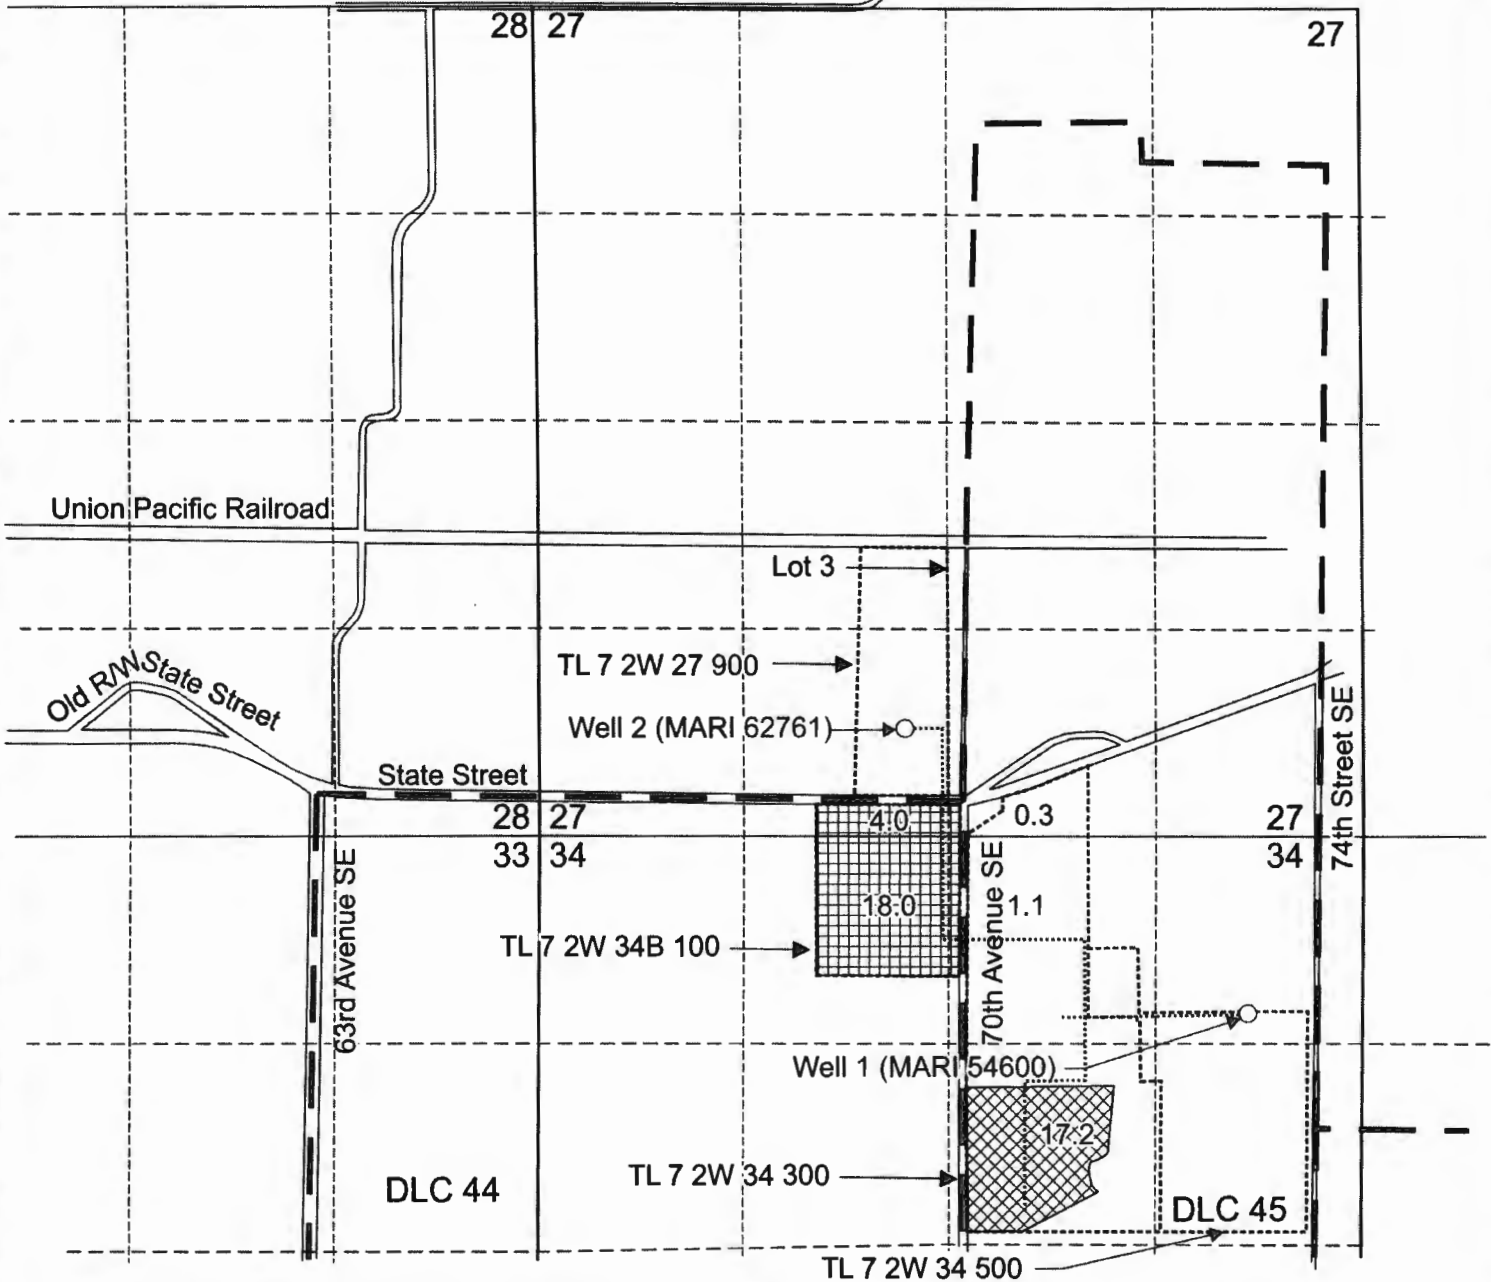 28 27
27
Union Pacific Railroad
Lot 3
TL 7 2W 27 900
Old R/W State Street
Well 2 (MARI 62761)
State Street
74th Street SE
4.0
0.3
28 27
27
33 34
34
63rd Avenue SE
70th Avenue SE
18.0
1.1
TL 7 2W 34B 100
Well 1 (MARI 54600)
17.2
TL 7 2W 34 300
DLC 44
DLC 45
TL 7 2W 34 500